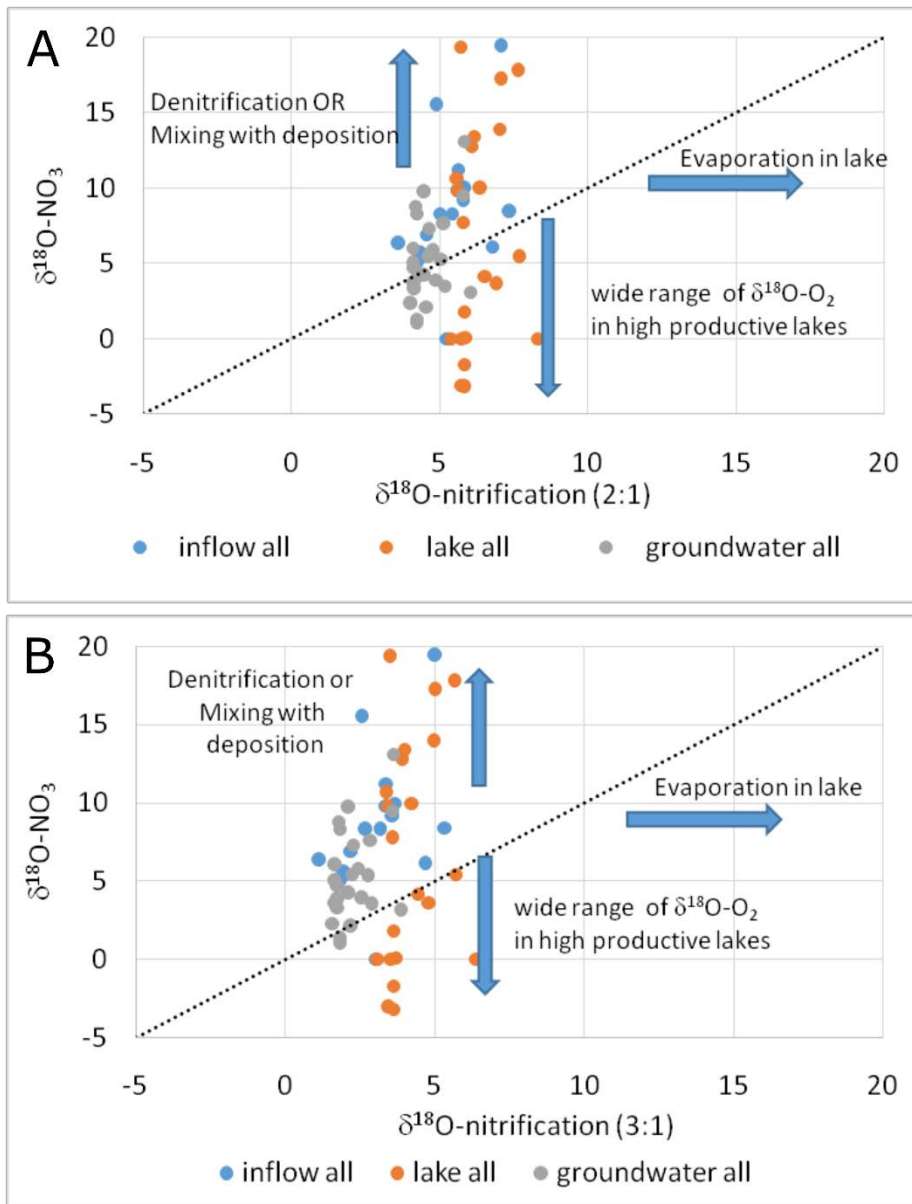 A
20
15
10
5
0
-5
δ¹⁸O-NO₃
Denitrification OR
Mixing with deposition
Evaporation in lake
wide range of δ¹⁸O-O₂
in high productive lakes
-5 0 5 10 15 20
δ¹⁸O-nitrification (2:1)
inflow all lake all groundwater all
B
20
15
10
5
0
-5
δ¹⁸O-NO₃
Denitrification or
Mixing with
deposition
Evaporation in lake
wide range of δ¹⁸O-O₂
in high productive lakes
-5 0 5 10 15 20
δ¹⁸O-nitrification (3:1)
inflow all lake all groundwater all